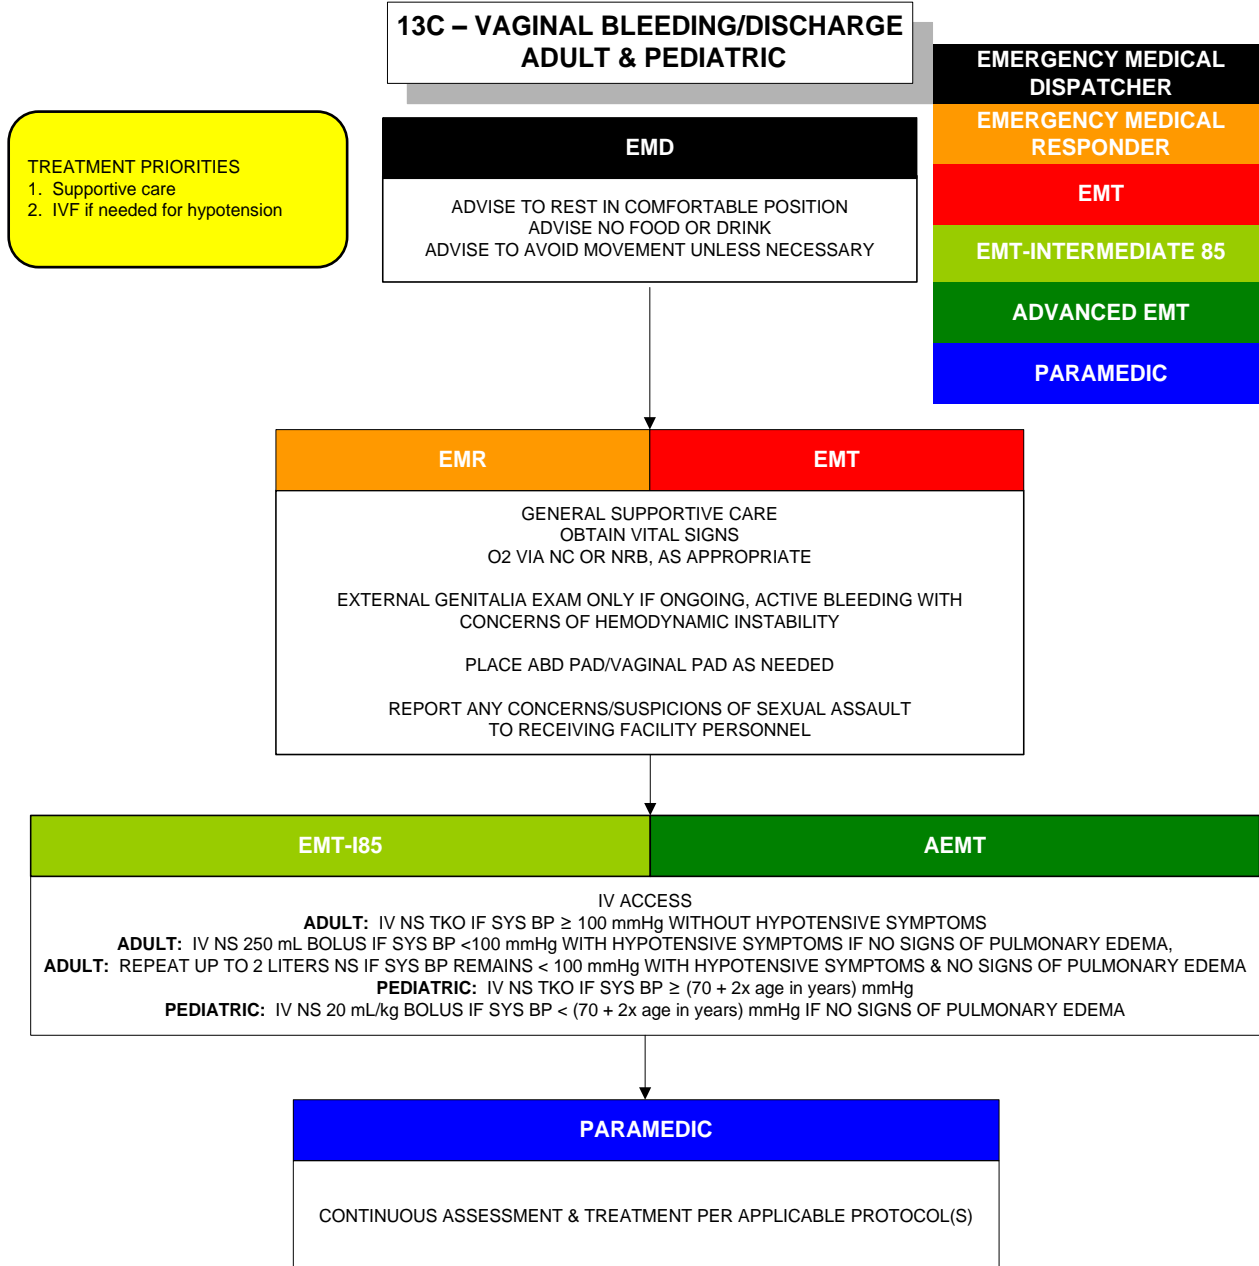 13C – VAGINAL BLEEDING/DISCHARGE
ADULT & PEDIATRIC
EMERGENCY MEDICAL
DISPATCHER
EMERGENCY MEDICAL
RESPONDER
EMT
EMT-INTERMEDIATE 85
ADVANCED EMT
PARAMEDIC
TREATMENT PRIORITIES
1. Supportive care
2. IVF if needed for hypotension
EMD
ADVISE TO REST IN COMFORTABLE POSITION
ADVISE NO FOOD OR DRINK
ADVISE TO AVOID MOVEMENT UNLESS NECESSARY
EMR
EMT
GENERAL SUPPORTIVE CARE
OBTAIN VITAL SIGNS
O2 VIA NC OR NRB, AS APPROPRIATE
EXTERNAL GENITALIA EXAM ONLY IF ONGOING, ACTIVE BLEEDING WITH
CONCERNS OF HEMODYNAMIC INSTABILITY
PLACE ABD PAD/VAGINAL PAD AS NEEDED
REPORT ANY CONCERNS/SUSPICIONS OF SEXUAL ASSAULT
TO RECEIVING FACILITY PERSONNEL
EMT-I85
AEMT
IV ACCESS
ADULT: IV NS TKO IF SYS BP ≥ 100 mmHg WITHOUT HYPOTENSIVE SYMPTOMS
ADULT: IV NS 250 mL BOLUS IF SYS BP <100 mmHg WITH HYPOTENSIVE SYMPTOMS IF NO SIGNS OF PULMONARY EDEMA,
ADULT: REPEAT UP TO 2 LITERS NS IF SYS BP REMAINS < 100 mmHg WITH HYPOTENSIVE SYMPTOMS & NO SIGNS OF PULMONARY EDEMA
PEDIATRIC: IV NS TKO IF SYS BP ≥ (70 + 2x age in years) mmHg
PEDIATRIC: IV NS 20 mL/kg BOLUS IF SYS BP < (70 + 2x age in years) mmHg IF NO SIGNS OF PULMONARY EDEMA
PARAMEDIC
CONTINUOUS ASSESSMENT & TREATMENT PER APPLICABLE PROTOCOL(S)